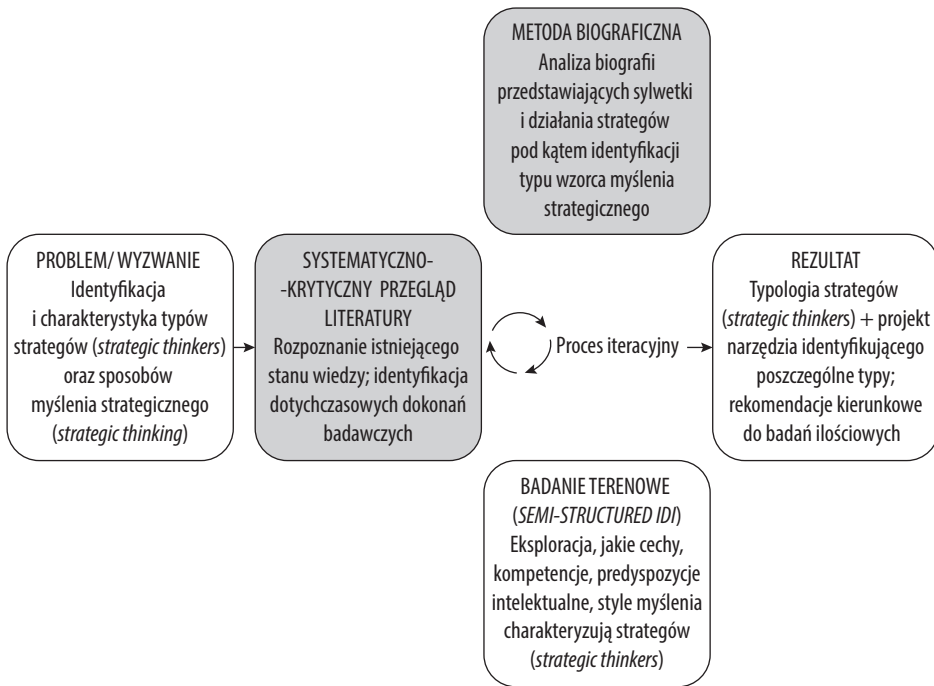 METODA BIOGRAFICZNA
Analiza biografii
przedstawiających sylwetki
i działania strategów
pod kątem identyfikacji
typu wzorca myślenia
strategicznego
PROBLEM/ WYZWANIE
Identyfikacja
i charakterystyka typów
strategów (strategic thinkers)
oraz sposobów
myślenia strategicznego
(strategic thinking)
SYSTEMATYCZNO-
-KRYTYCZNY PRZEGLĄD
LITERATURY
Rozpoznanie istniejącego
stanu wiedzy; identyfikacja
dotychczasowych dokonań
badawczych
Proces iteracyjny
REZULTAT
Typologia strategów
(strategic thinkers) + projekt
narzędzia identyfikującego
poszczególne typy;
rekomendacje kierunkowe
do badań ilościowych
BADANIE TERENOWE
(SEMI-STRUCTURED IDI)
Eksploracja, jakie cechy,
kompetencje, predyspozycje
intelektualne, style myślenia
charakteryzują strategów
(strategic thinkers)